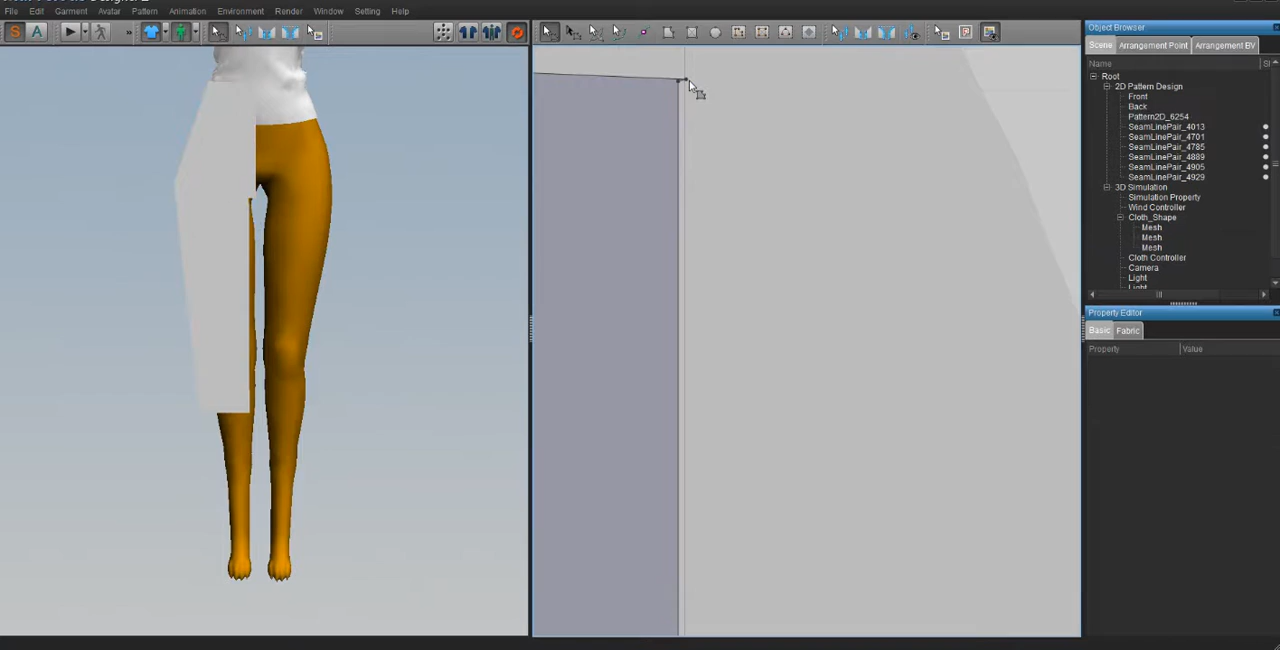 File Edit Garment Avatar Pattern Animation Environment Render Window Setting Help
S A »
Object Browser
Scene Arrangement Point Arrangement BV
Name
Root
2D Pattern Design
Front
Back
Pattern2D_6254
SeamLinePair_4013
SeamLinePair_4701
SeamLinePair_4785
SeamLinePair_4889
SeamLinePair_4905
SeamLinePair_4929
3D Simulation
Simulation Property
Wind Controller
Cloth_Shape
Mesh
Mesh
Mesh
Cloth Controller
Camera
Light
Light
Property Editor
Basic Fabric
Property Value